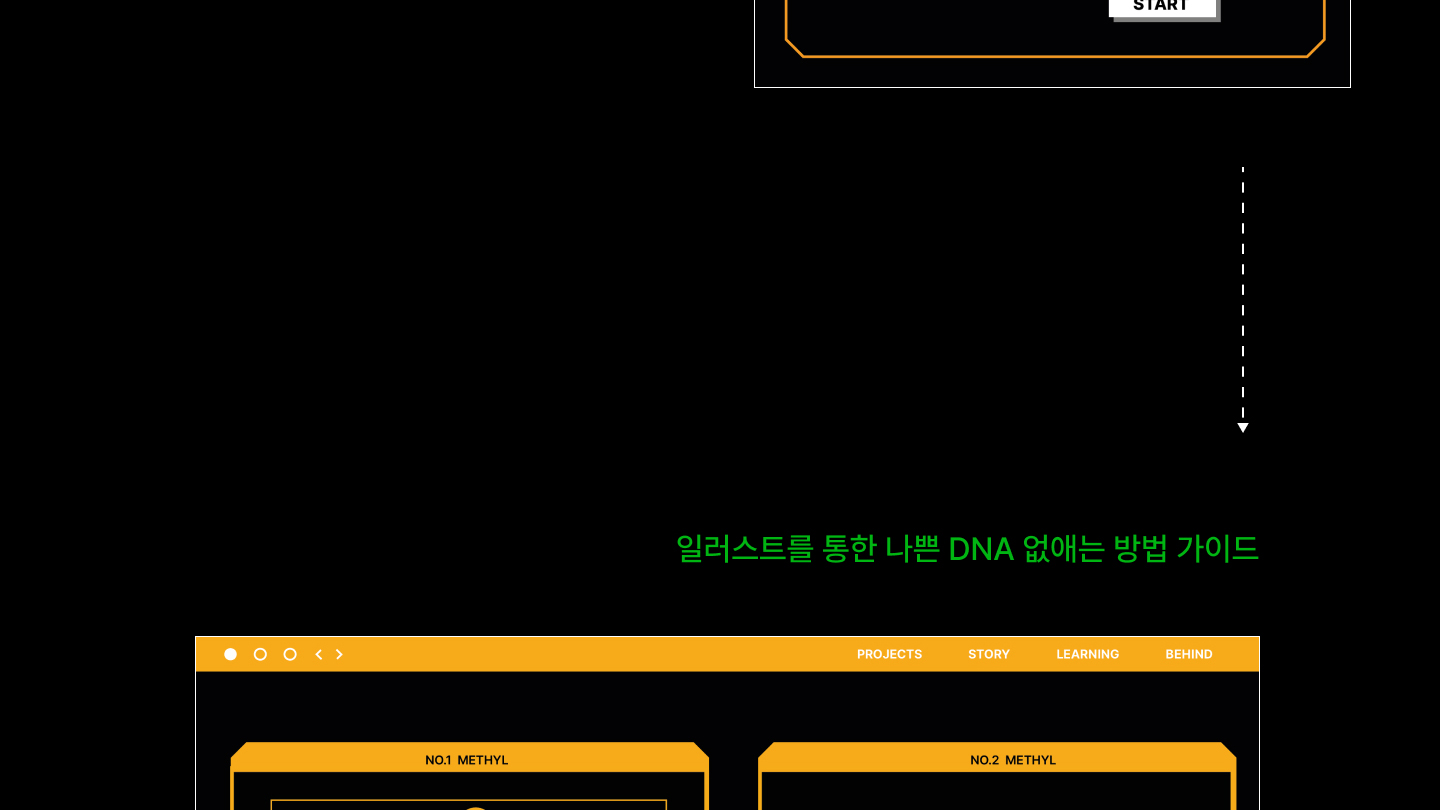 START
일러스트를 통한 나쁜 DNA 없애는 방법 가이드
PROJECTS STORY LEARNING BEHIND
NO.1 METHYL
NO.2 METHYL